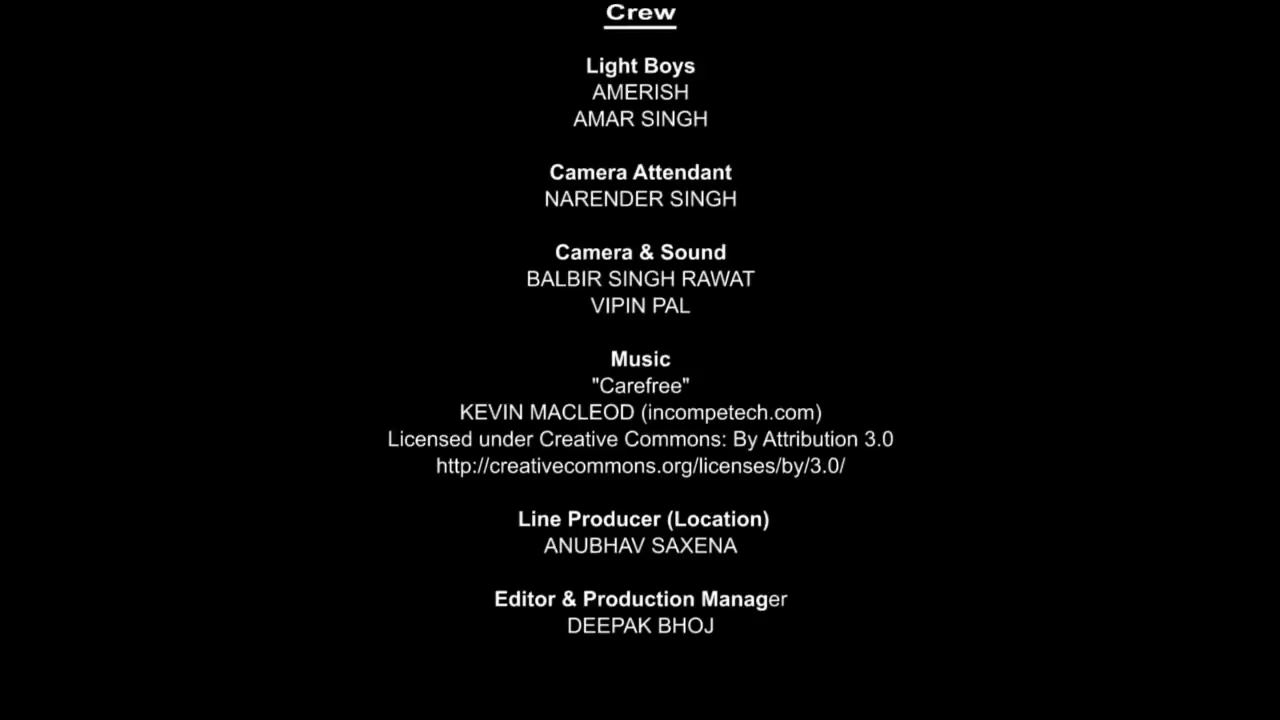 Crew
Light Boys
AMERISH
AMAR SINGH
Camera Attendant
NARENDER SINGH
Camera & Sound
BALBIR SINGH RAWAT
VIPIN PAL
Music
"Carefree"
KEVIN MACLEOD (incompetech.com)
Licensed under Creative Commons: By Attribution 3.0
http://creativecommons.org/licenses/by/3.0/
Line Producer (Location)
ANUBHAV SAXENA
Editor & Production Manager
DEEPAK BHOJ